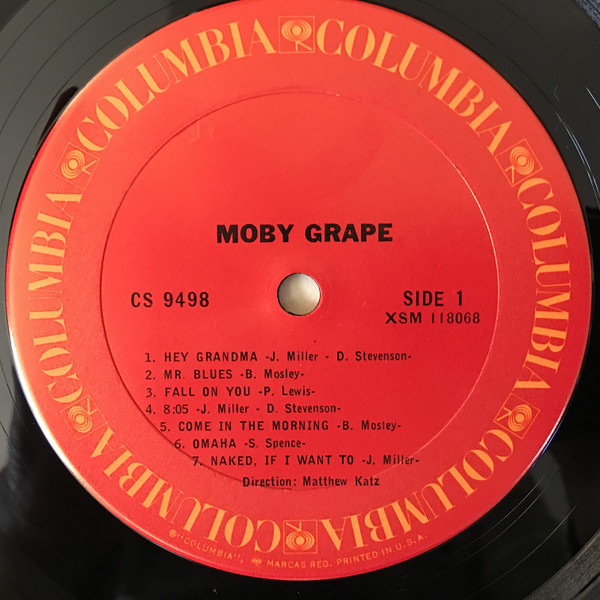 COLUMBIA COLUMBIA COLUMBIA COLUMBIA COLUMBIA COLUMBIA
MOBY GRAPE
CS 9498
SIDE 1
XSM 118068
1. HEY GRANDMA -J. Miller - D. Stevenson-
2. MR. BLUES -B. Mosley-
3. FALL ON YOU -P. Lewis-
4. 8:05 -J. Miller - D. Stevenson-
5. COME IN THE MORNING -B. Mosley-
6. OMAHA -S. Spence-
7. NAKED, IF I WANT TO -J. Miller-
Direction: Matthew Katz
®"COLUMBIA", MARCAS REG. PRINTED IN U.S.A.